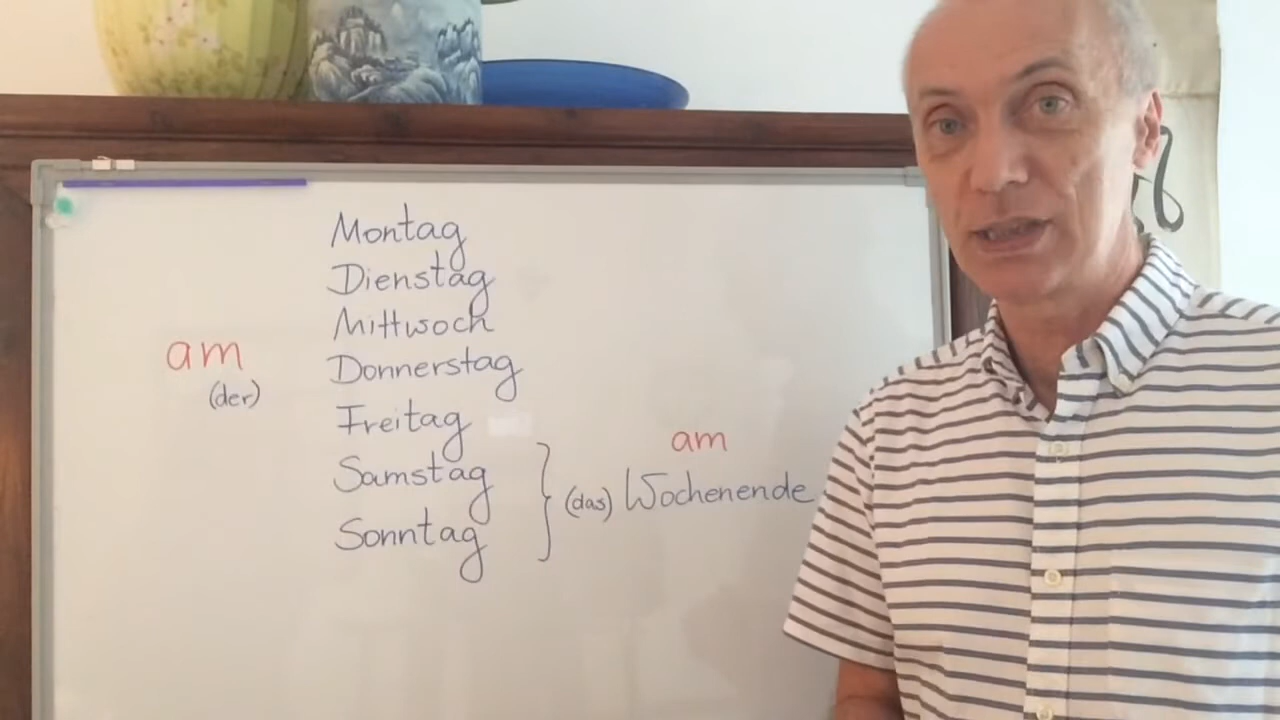 Montag
Dienstag
Mittwoch
am
Donnerstag
(der)
Freitag
am
Samstag
(das) Wochenende
Sonntag